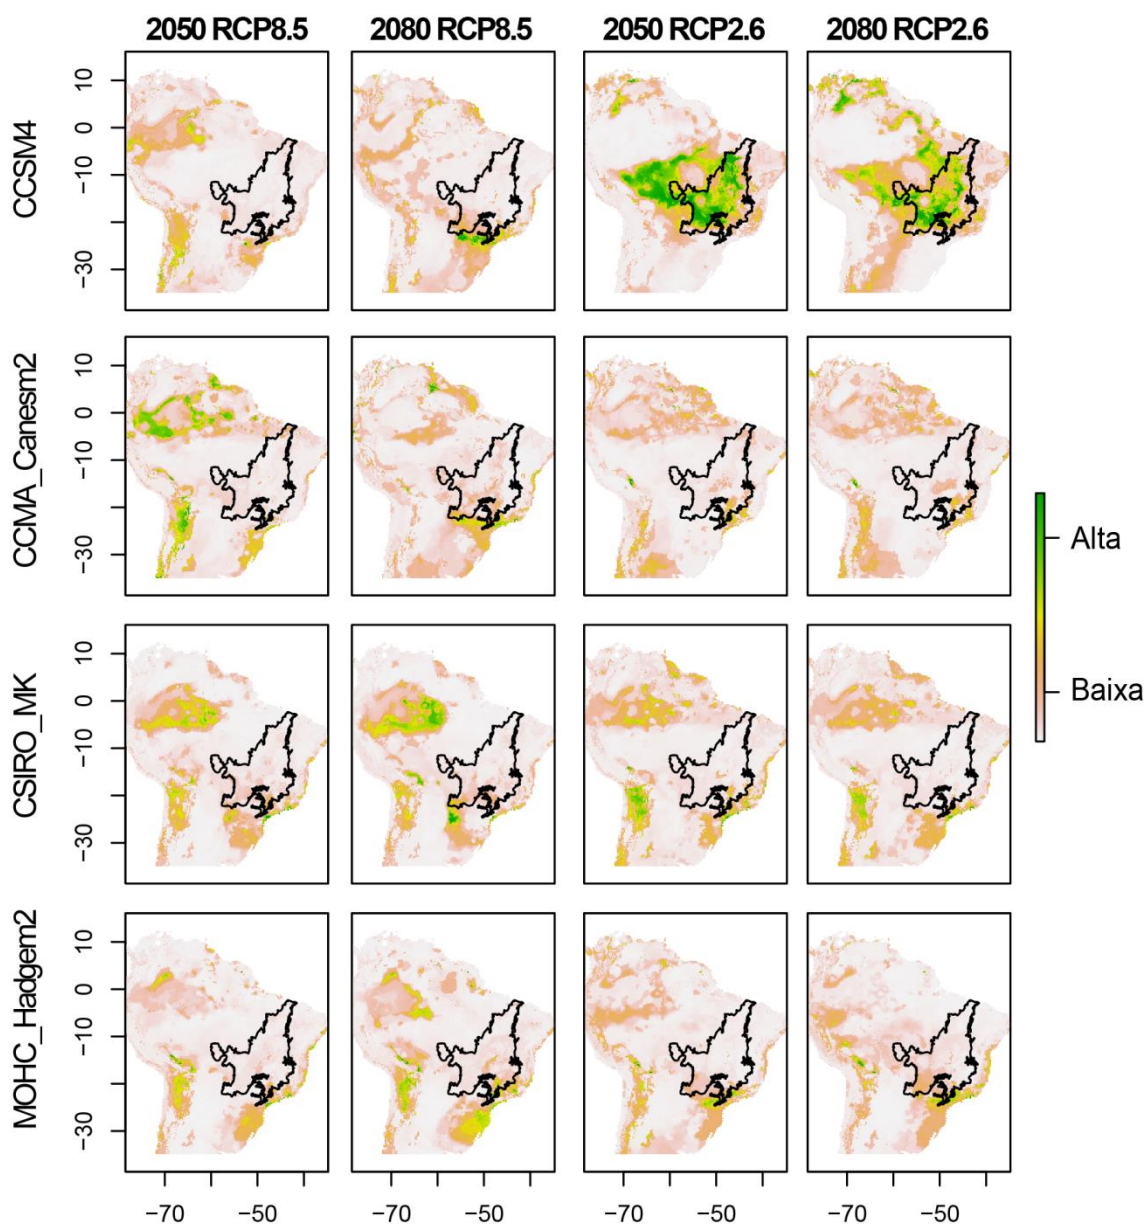 2050 RCP8.5 2080 RCP8.5 2050 RCP2.6 2080 RCP2.6
CCSM4
10
0
−10
−30
CCMA_Canesm2
10
0
−10
−30
Alta
Baixa
CSIRO_MK
10
0
−10
−30
MOHC_Hadgem2
10
0
−10
−30
−70 −50 −70 −50 −70 −50 −70 −50